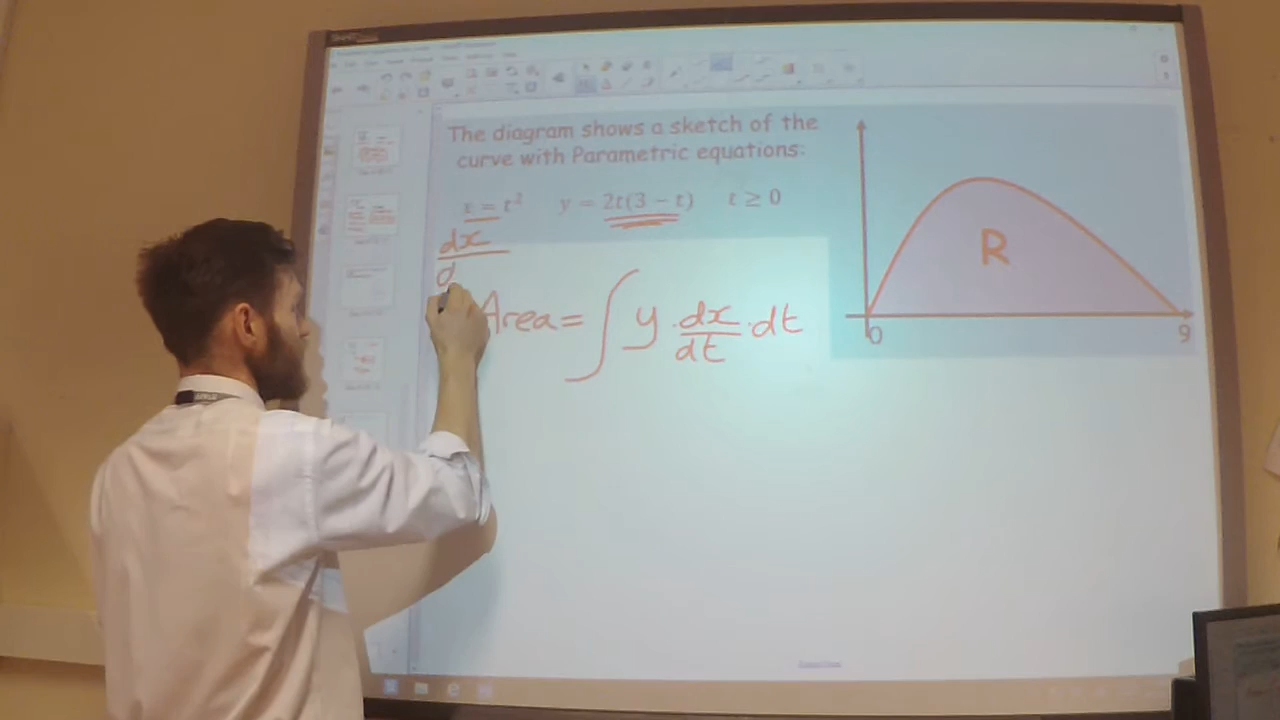 The diagram shows a sketch of the
curve with Parametric equations:
x = t² y = 2t(3 − t) t ≥ 0
dx
d
Area = ∫ y · dx/dt · dt
R
0
9